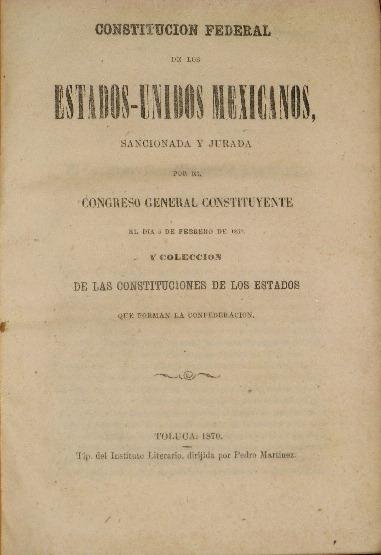 CONSTITUCION FEDERAL
DE LOS
ESTADOS-UNIDOS MEXICANOS,
SANCIONADA Y JURADA
POR EL
CONGRESO GENERAL CONSTITUYENTE
EL DIA 5 DE FEBRERO DE 1857
Y COLECCION
DE LAS CONSTITUCIONES DE LOS ESTADOS
QUE FORMAN LA CONFEDERACION.
TOLUCA: 1870.
Tip. del Instituto Literario, dirijida por Pedro Martinez.